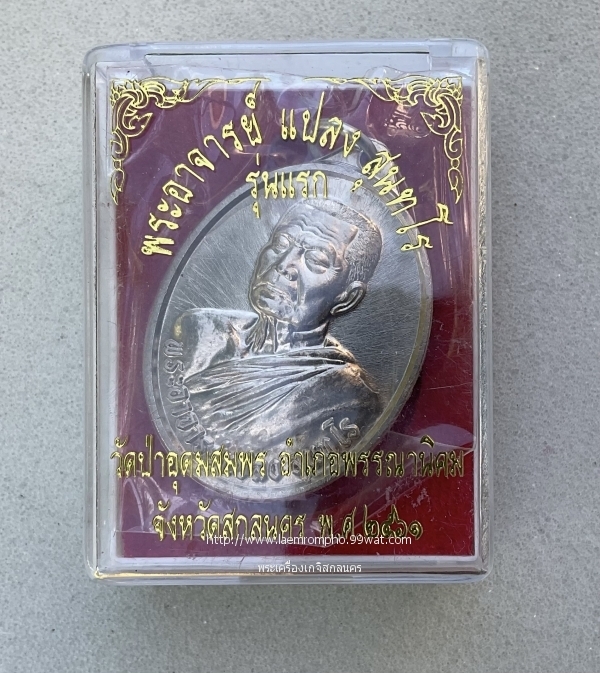 พระอาจารย์ แปลง สุนฺทโร
รุ่นแรก
วัดป่าอุดมสมพร อำเภอพรรณานิคม
จังหวัดสกลนคร พ.ศ ๒๕๖๑
http://www.laemrompho.99wat.com
พระเครื่องเกจิสกลนคร